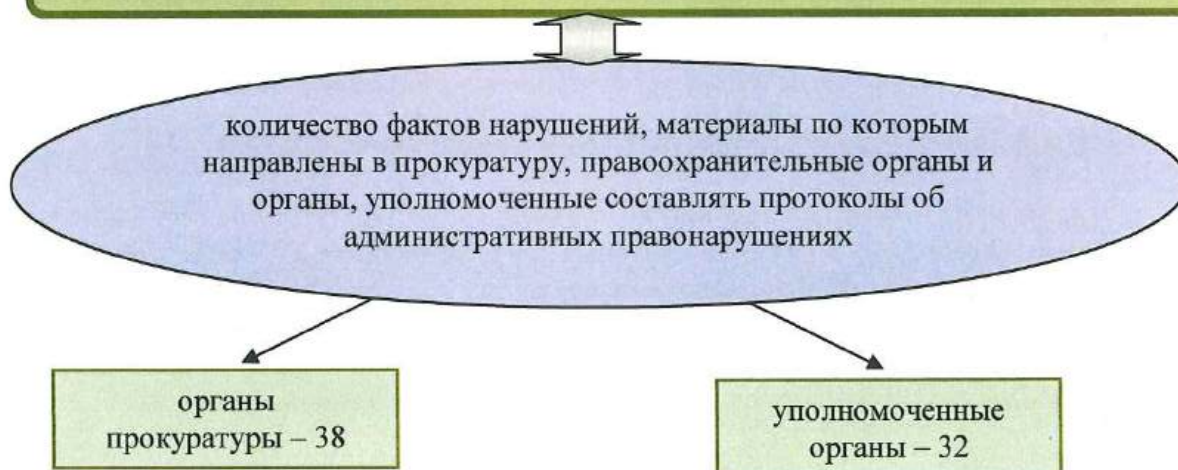 количество фактов нарушений, материалы по которым
направлены в прокуратуру, правоохранительные органы и
органы, уполномоченные составлять протоколы об
административных правонарушениях
органы
прокуратуры – 38
уполномоченные
органы – 32